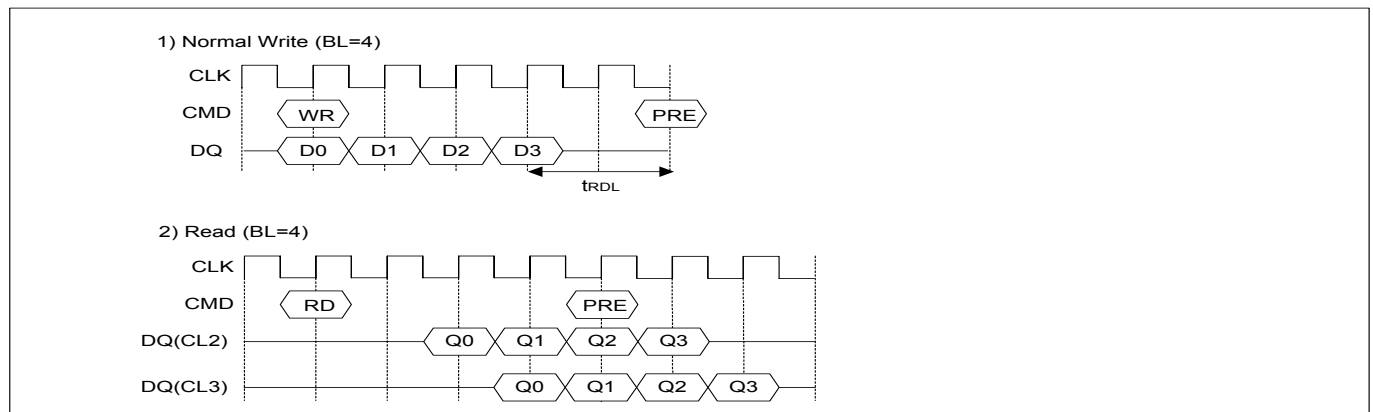 1) Normal Write (BL=4)
CLK
CMD WR PRE
DQ D0 D1 D2 D3
tRDL
2) Read (BL=4)
CLK
CMD RD PRE
DQ(CL2) Q0 Q1 Q2 Q3
DQ(CL3) Q0 Q1 Q2 Q3